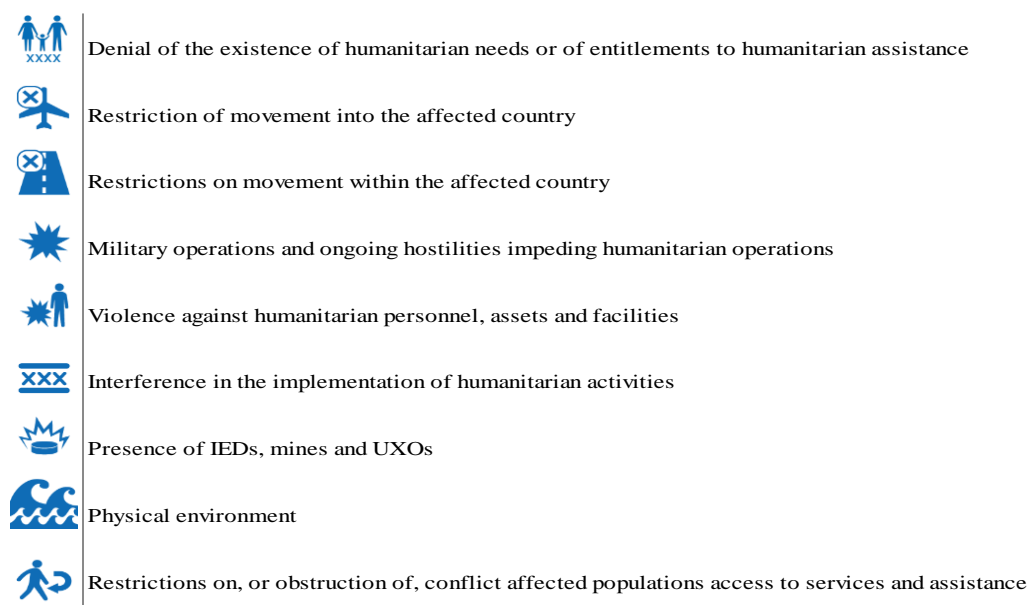 xxxx
Denial of the existence of humanitarian needs or of entitlements to humanitarian assistance
Restriction of movement into the affected country
Restrictions on movement within the affected country
Military operations and ongoing hostilities impeding humanitarian operations
Violence against humanitarian personnel, assets and facilities
xxx
Interference in the implementation of humanitarian activities
Presence of IEDs, mines and UXOs
Physical environment
Restrictions on, or obstruction of, conflict affected populations access to services and assistance